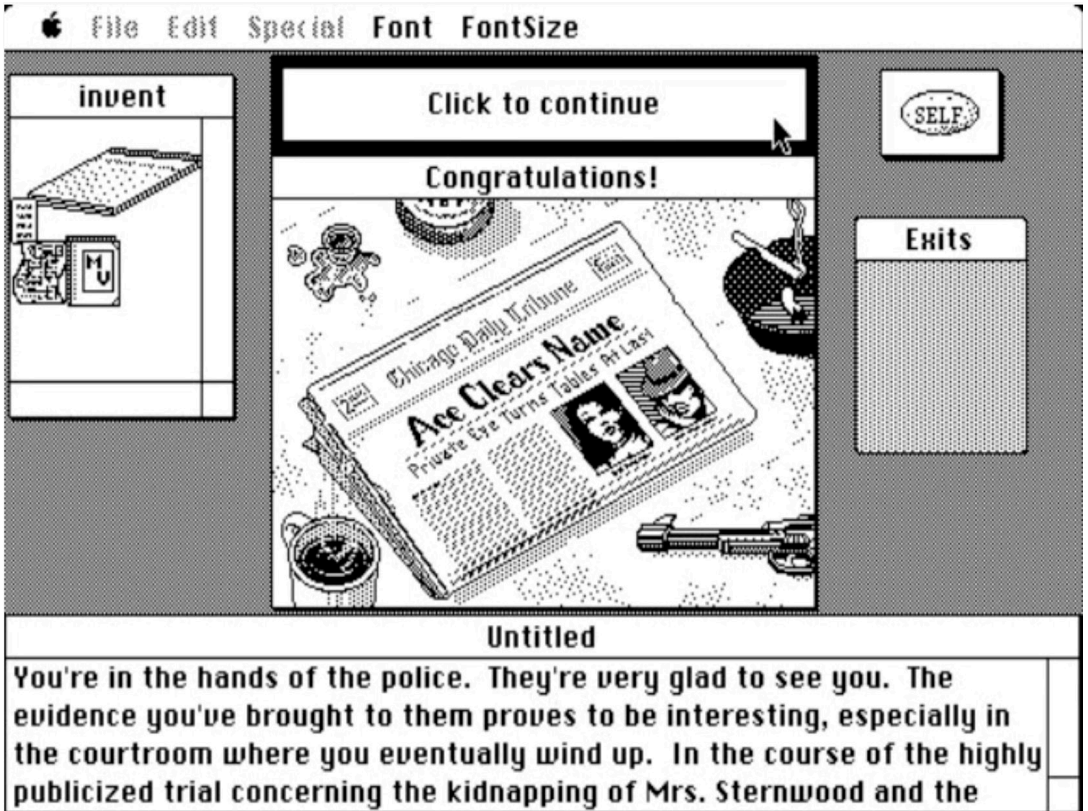 File Edit Special Font FontSize
invent
Click to continue
SELF
Congratulations!
Exits
M
V
Chicago Daily Tribune
Ace Clears Name
Private Eye Turns Tables At Last
Untitled
You're in the hands of the police. They're very glad to see you. The
evidence you've brought to them proves to be interesting, especially in
the courtroom where you eventually wind up. In the course of the highly
publicized trial concerning the kidnapping of Mrs. Sternwood and the